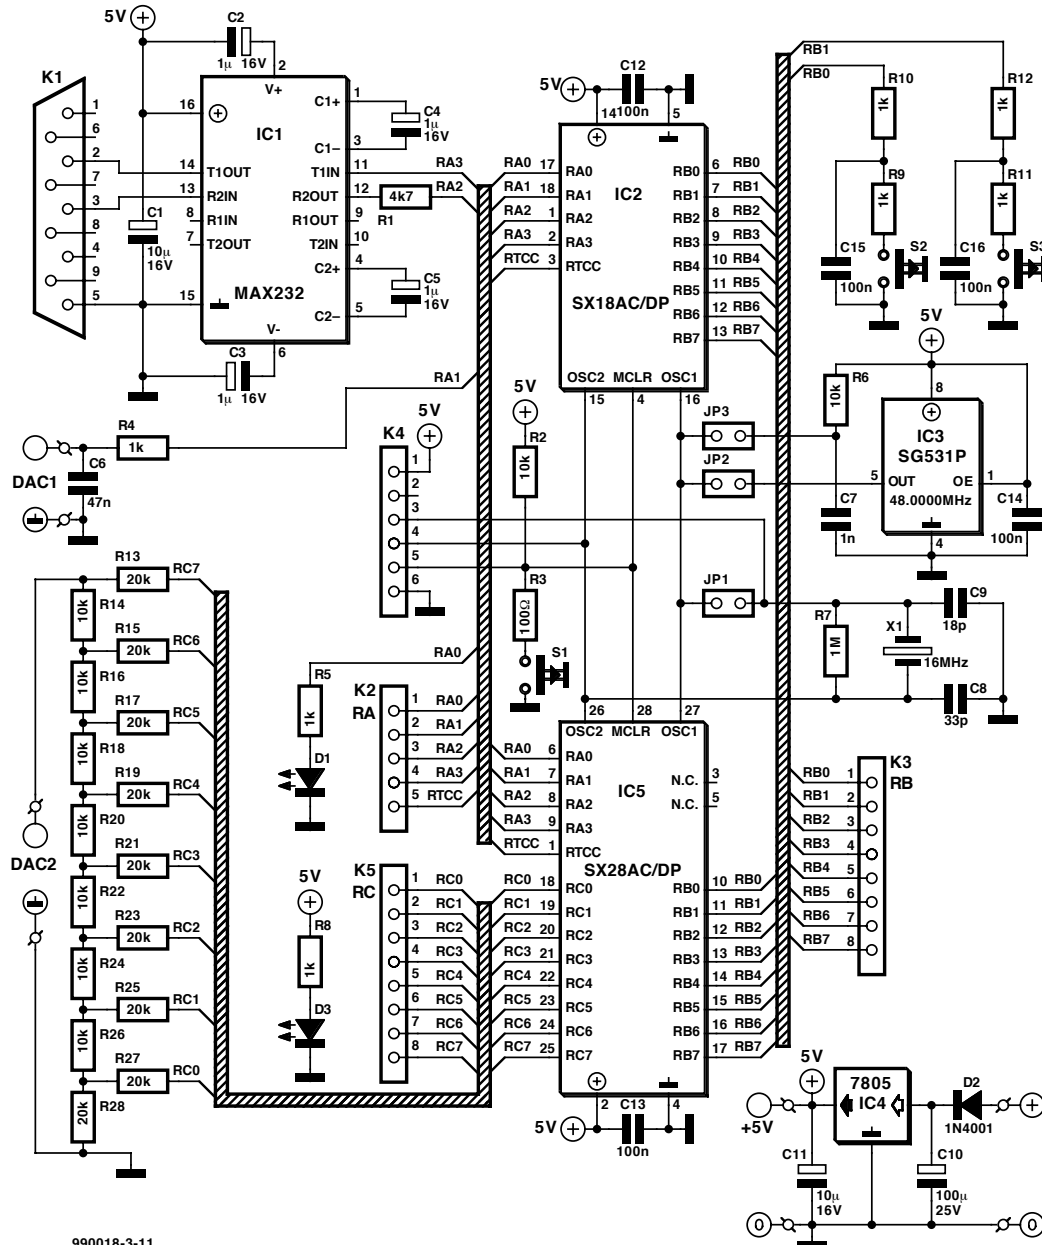 5V
C2
1µ 16V
2
V+
K1
1
6
2
7
3
8
4
9
5
C1
10µ
16V
16
IC1
C1+
C1–
1
3
C4
1µ
16V
14 T1OUT
13 R2IN
8 R1IN
7 T2OUT
T1IN 11 RA3
R2OUT 12 4k7 RA2
R1
R1OUT 9
T2IN 10
C2+ 4
C2– 5
C5
1µ
16V
MAX232
15
V-
6
C3
1µ 16V
RA1
R4
1k
DAC1
C6
47n
5V
C12
100n
14
5
IC2
SX18AC/DP
RA0 17 RA0
RA1 18 RA1
RA2 1 RA2
RA3 2 RA3
RTCC 3 RTCC
RB0 6 RB0
RB1 7 RB1
RB2 8 RB2
RB3 9 RB3
RB4 10 RB4
RB5 11 RB5
RB6 12 RB6
RB7 13 RB7
OSC2 MCLR OSC1
15
4
16
RB1
RB0
R10
1k
R12
1k
R9
1k
R11
1k
C15
100n
S2
C16
100n
S3
5V
R6
10k
8
IC3
SG531P
5 OUT OE 1
48.0000MHz
4
C7
1n
C14
100n
JP3
JP2
JP1
K4
5V
1
2
3
4
5
6
5V
R2
10k
R3
100Ω
S1
R7
1M
X1
16MHz
C9
18p
C8
33p
R13
20k
RC7
R14
10k
R15
20k
RC6
R16
10k
R17
20k
RC5
R18
10k
R19
20k
RC4
R20
10k
R21
20k
RC3
R22
10k
R23
20k
RC2
R24
10k
R25
20k
RC1
R26
10k
R27
20k
RC0
R28
20k
DAC2
RA0
R5
1k
D1
K2
RA
1 RA0
2 RA1
3 RA2
4 RA3
5 RTCC
26
28
27
OSC2 MCLR OSC1
IC5
SX28AC/DP
RA0 6 RA0
RA1 7 RA1
RA2 8 RA2
RA3 9 RA3
RTCC 1 RTCC
N.C. 3
N.C. 5
5V
R8
1k
D3
K5
RC
1 RC0
2 RC1
3 RC2
4 RC3
5 RC4
6 RC5
7 RC6
8 RC7
RC0 18 RC0
RC1 19 RC1
RC2 20 RC2
RC3 21 RC3
RC4 22 RC4
RC5 23 RC5
RC6 24 RC6
RC7 25 RC7
RB0 10 RB0
RB1 11 RB1
RB2 12 RB2
RB3 13 RB3
RB4 14 RB4
RB5 15 RB5
RB6 16 RB6
RB7 17 RB7
2
4
5V
C13
100n
K3
RB
RB0 1
RB1 2
RB2 3
RB3 4
RB4 5
RB5 6
RB6 7
RB7 8
5V
+5V
7805
IC4
D2
1N4001
C11
10µ
16V
C10
100µ
25V
0
0
990018-3-11